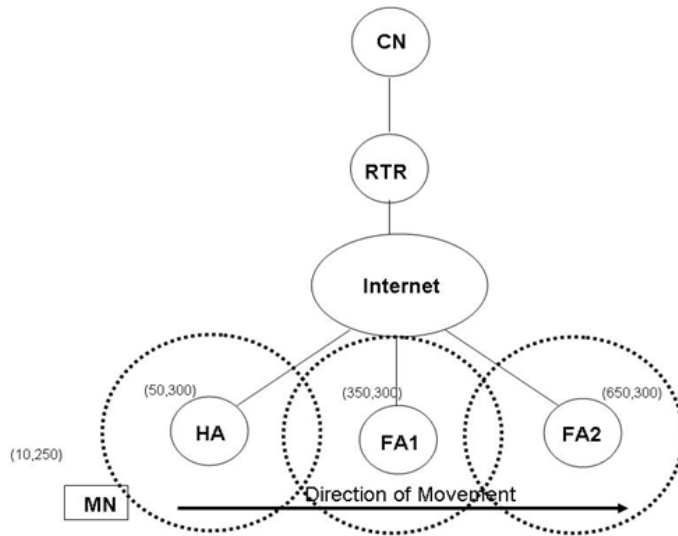 CN
RTR
Internet
(50,300)
(350,300)
(650,300)
HA
FA1
FA2
(10,250)
Direction of Movement
MN